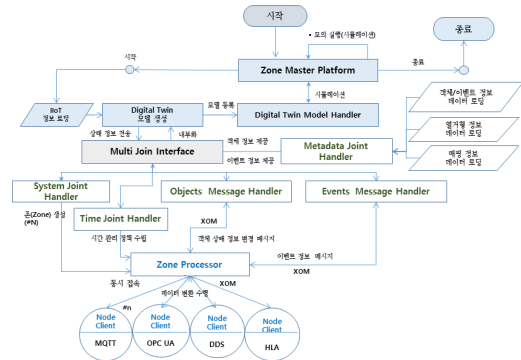 시작
종료
• 모의 실행(시뮬레이션)
시작
Zone Master Platform
종료
IIoT
정보 로딩
Digital Twin
모델 생성
모델 등록
시뮬레이션
Digital Twin Model Handler
객체/이벤트 정보
데이터 로딩
열거형 정보
데이터 로딩
매핑 정보
데이터 로딩
상태 정보 전송
내부화
Multi Join Interface
객체 정보 제공
이벤트 정보 제공
Metadata Joint
Handler
System Joint
Handler
Objects Message Handler
Events Message Handler
존(Zone) 생성
(#N)
Time Joint Handler
XOM
시간 관리 정책 수립
객체 상태 정보 변경 메시지
Zone Processor
이벤트 정보 메시지
XOM
동시 접속
데이터 변환 수행
XOM
#n
Node
Client
MQTT
Node
Client
OPC UA
Node
Client
DDS
Node
Client
HLA